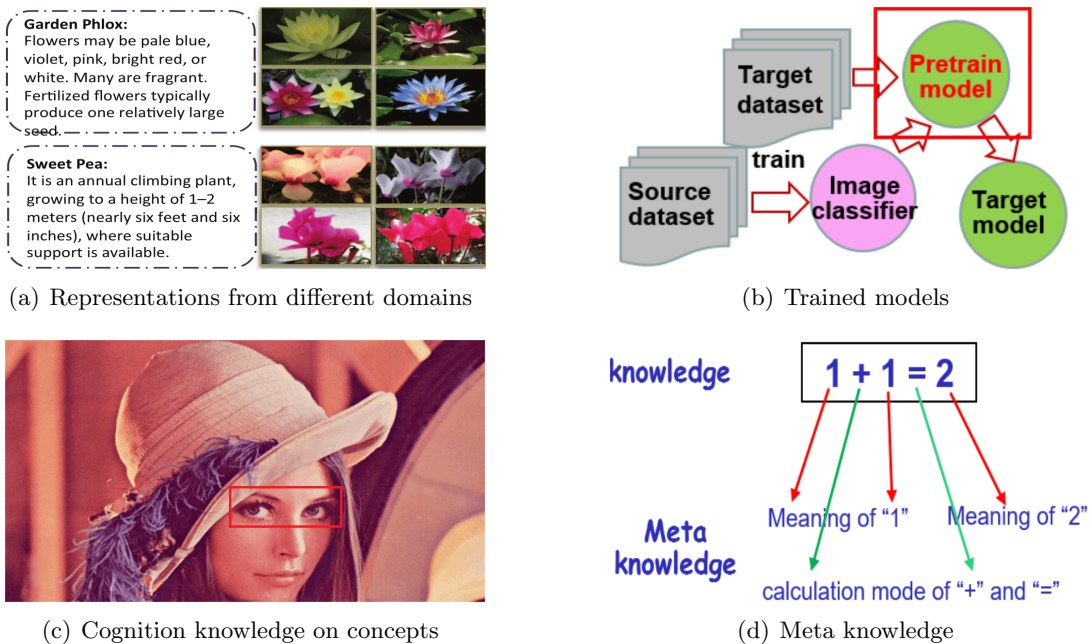 Garden Phlox:
Flowers may be pale blue,
violet, pink, bright red, or
white. Many are fragrant.
Fertilized flowers typically
produce one relatively large
seed.
Sweet Pea:
It is an annual climbing plant,
growing to a height of 1–2
meters (nearly six feet and six
inches), where suitable
support is available.
(a) Representations from different domains
Target
dataset
Pretrain
model
train
Source
dataset
Image
classifier
Target
model
(b) Trained models
(c) Cognition knowledge on concepts
knowledge
1 + 1 = 2
Meaning of “1”
Meaning of “2”
Meta
knowledge
calculation mode of “+” and “=”
(d) Meta knowledge